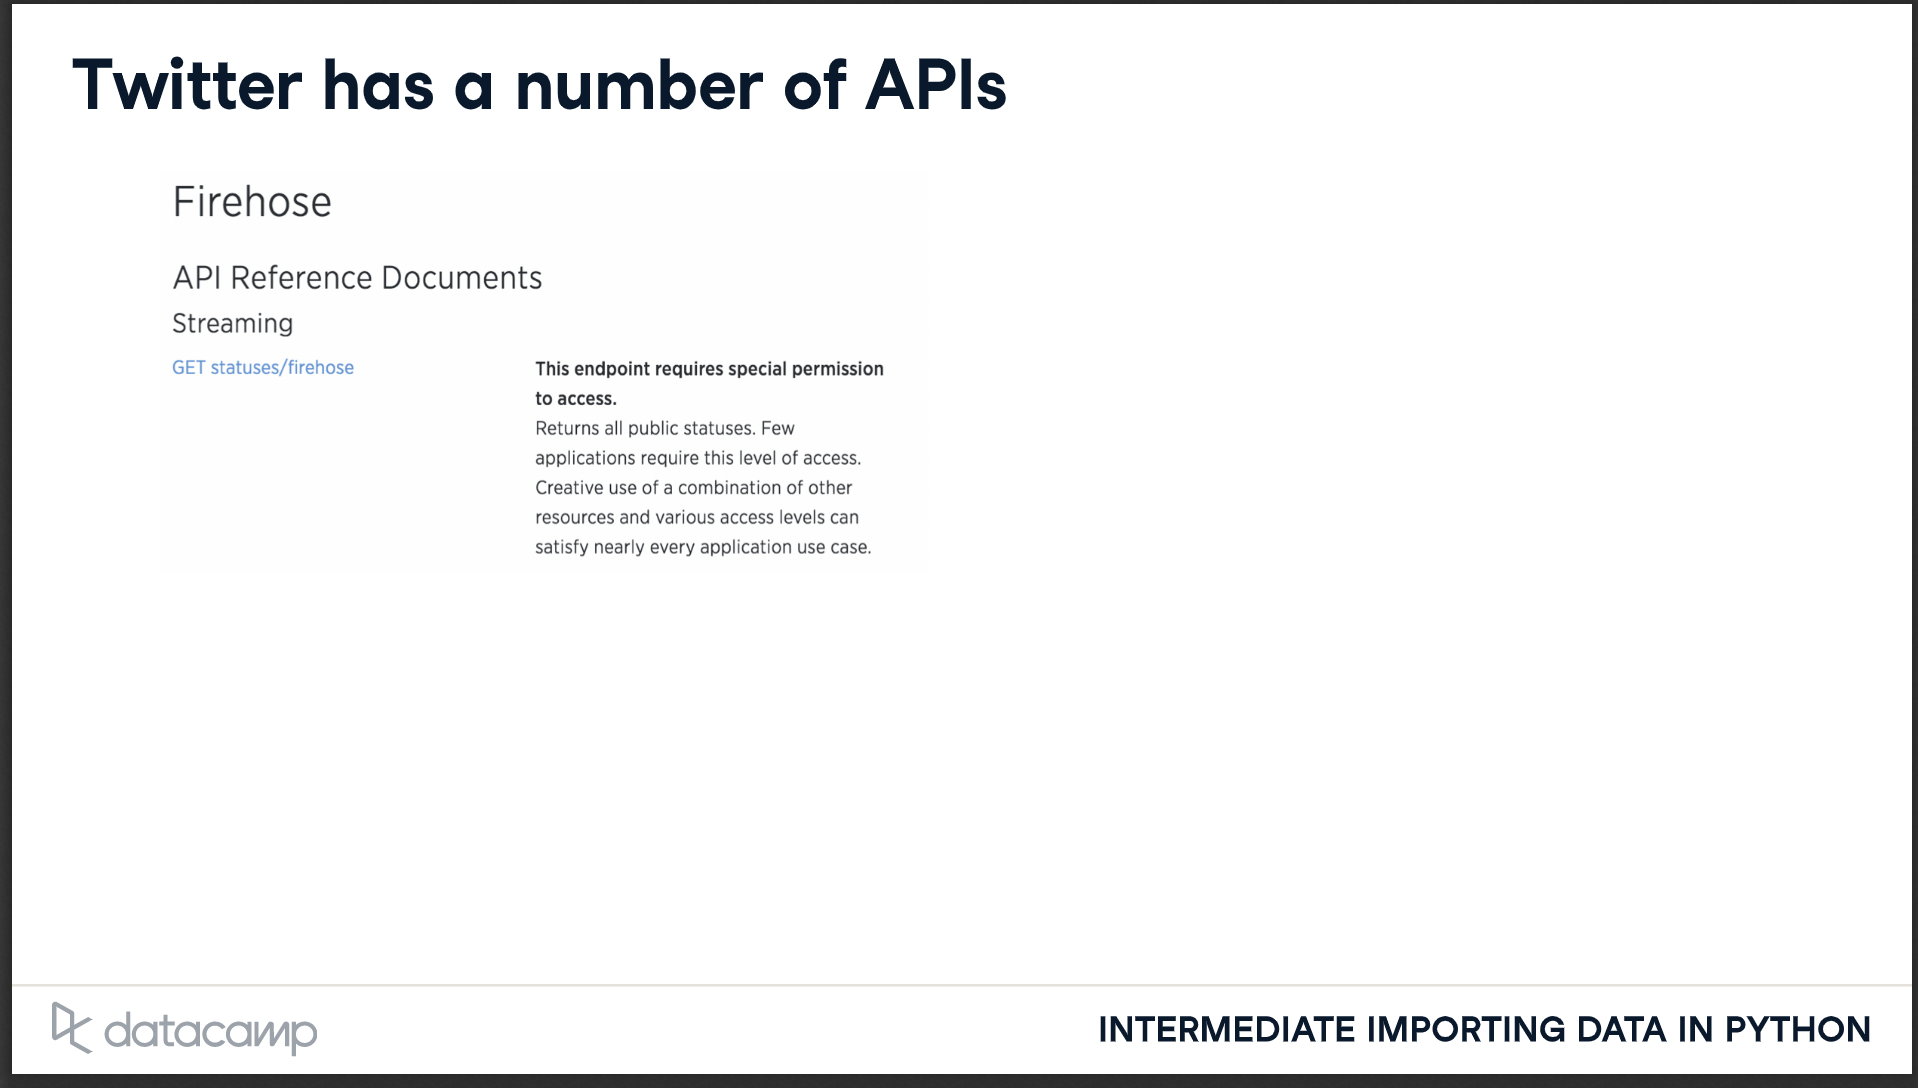 Twitter has a number of APIs
Firehose
API Reference Documents
Streaming
GET statuses/firehose
This endpoint requires special permission
to access.
Returns all public statuses. Few
applications require this level of access.
Creative use of a combination of other
resources and various access levels can
satisfy nearly every application use case.
datacamp
INTERMEDIATE IMPORTING DATA IN PYTHON